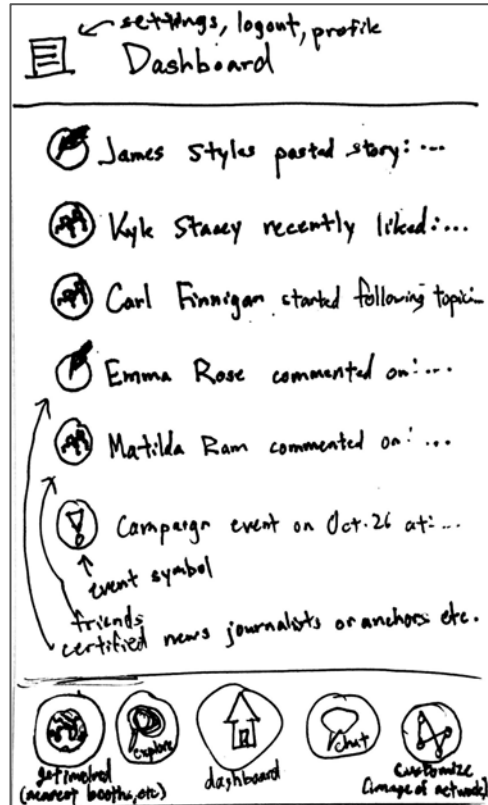 settings, logout, profile
Dashboard
James Styles posted story: ...
Kyle Stacey recently liked: ...
Carl Finnigan started following topic: ...
Emma Rose commented on: ...
Matilda Ram commented on: ...
Campaign event on Oct. 26 at: ...
event symbol
friends
certified news journalists or anchors etc.
explore
chat
get involved
(nearest booths, etc)
dashboard
customize
(image of network)